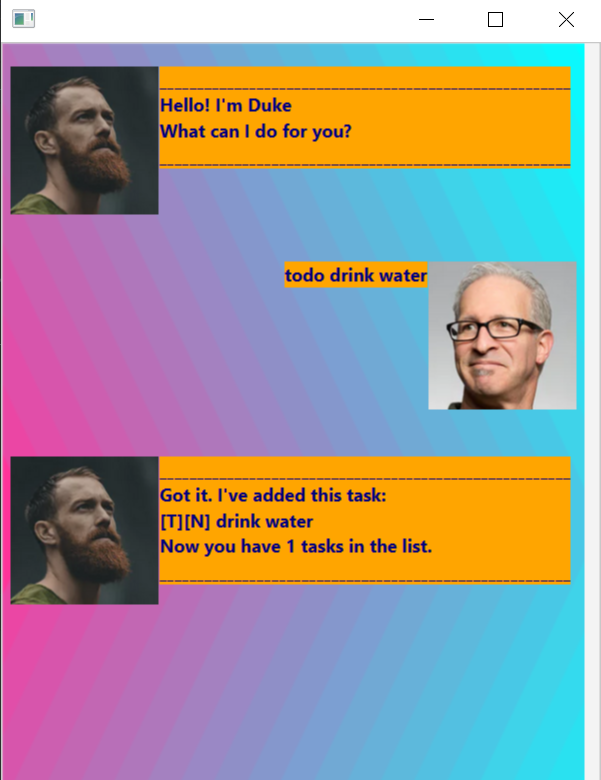 ____________________________________________________________
Hello! I'm Duke
What can I do for you?
____________________________________________________________
todo drink water
____________________________________________________________
Got it. I've added this task:
[T][N] drink water
Now you have 1 tasks in the list.
____________________________________________________________